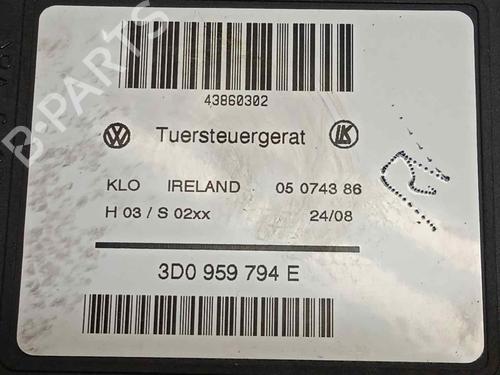 43860302
Tuersteuergerat
KLO IRELAND 05 0743 86
H 03 / S 02xx 24/08
3D0 959 794 E
B-PARTS